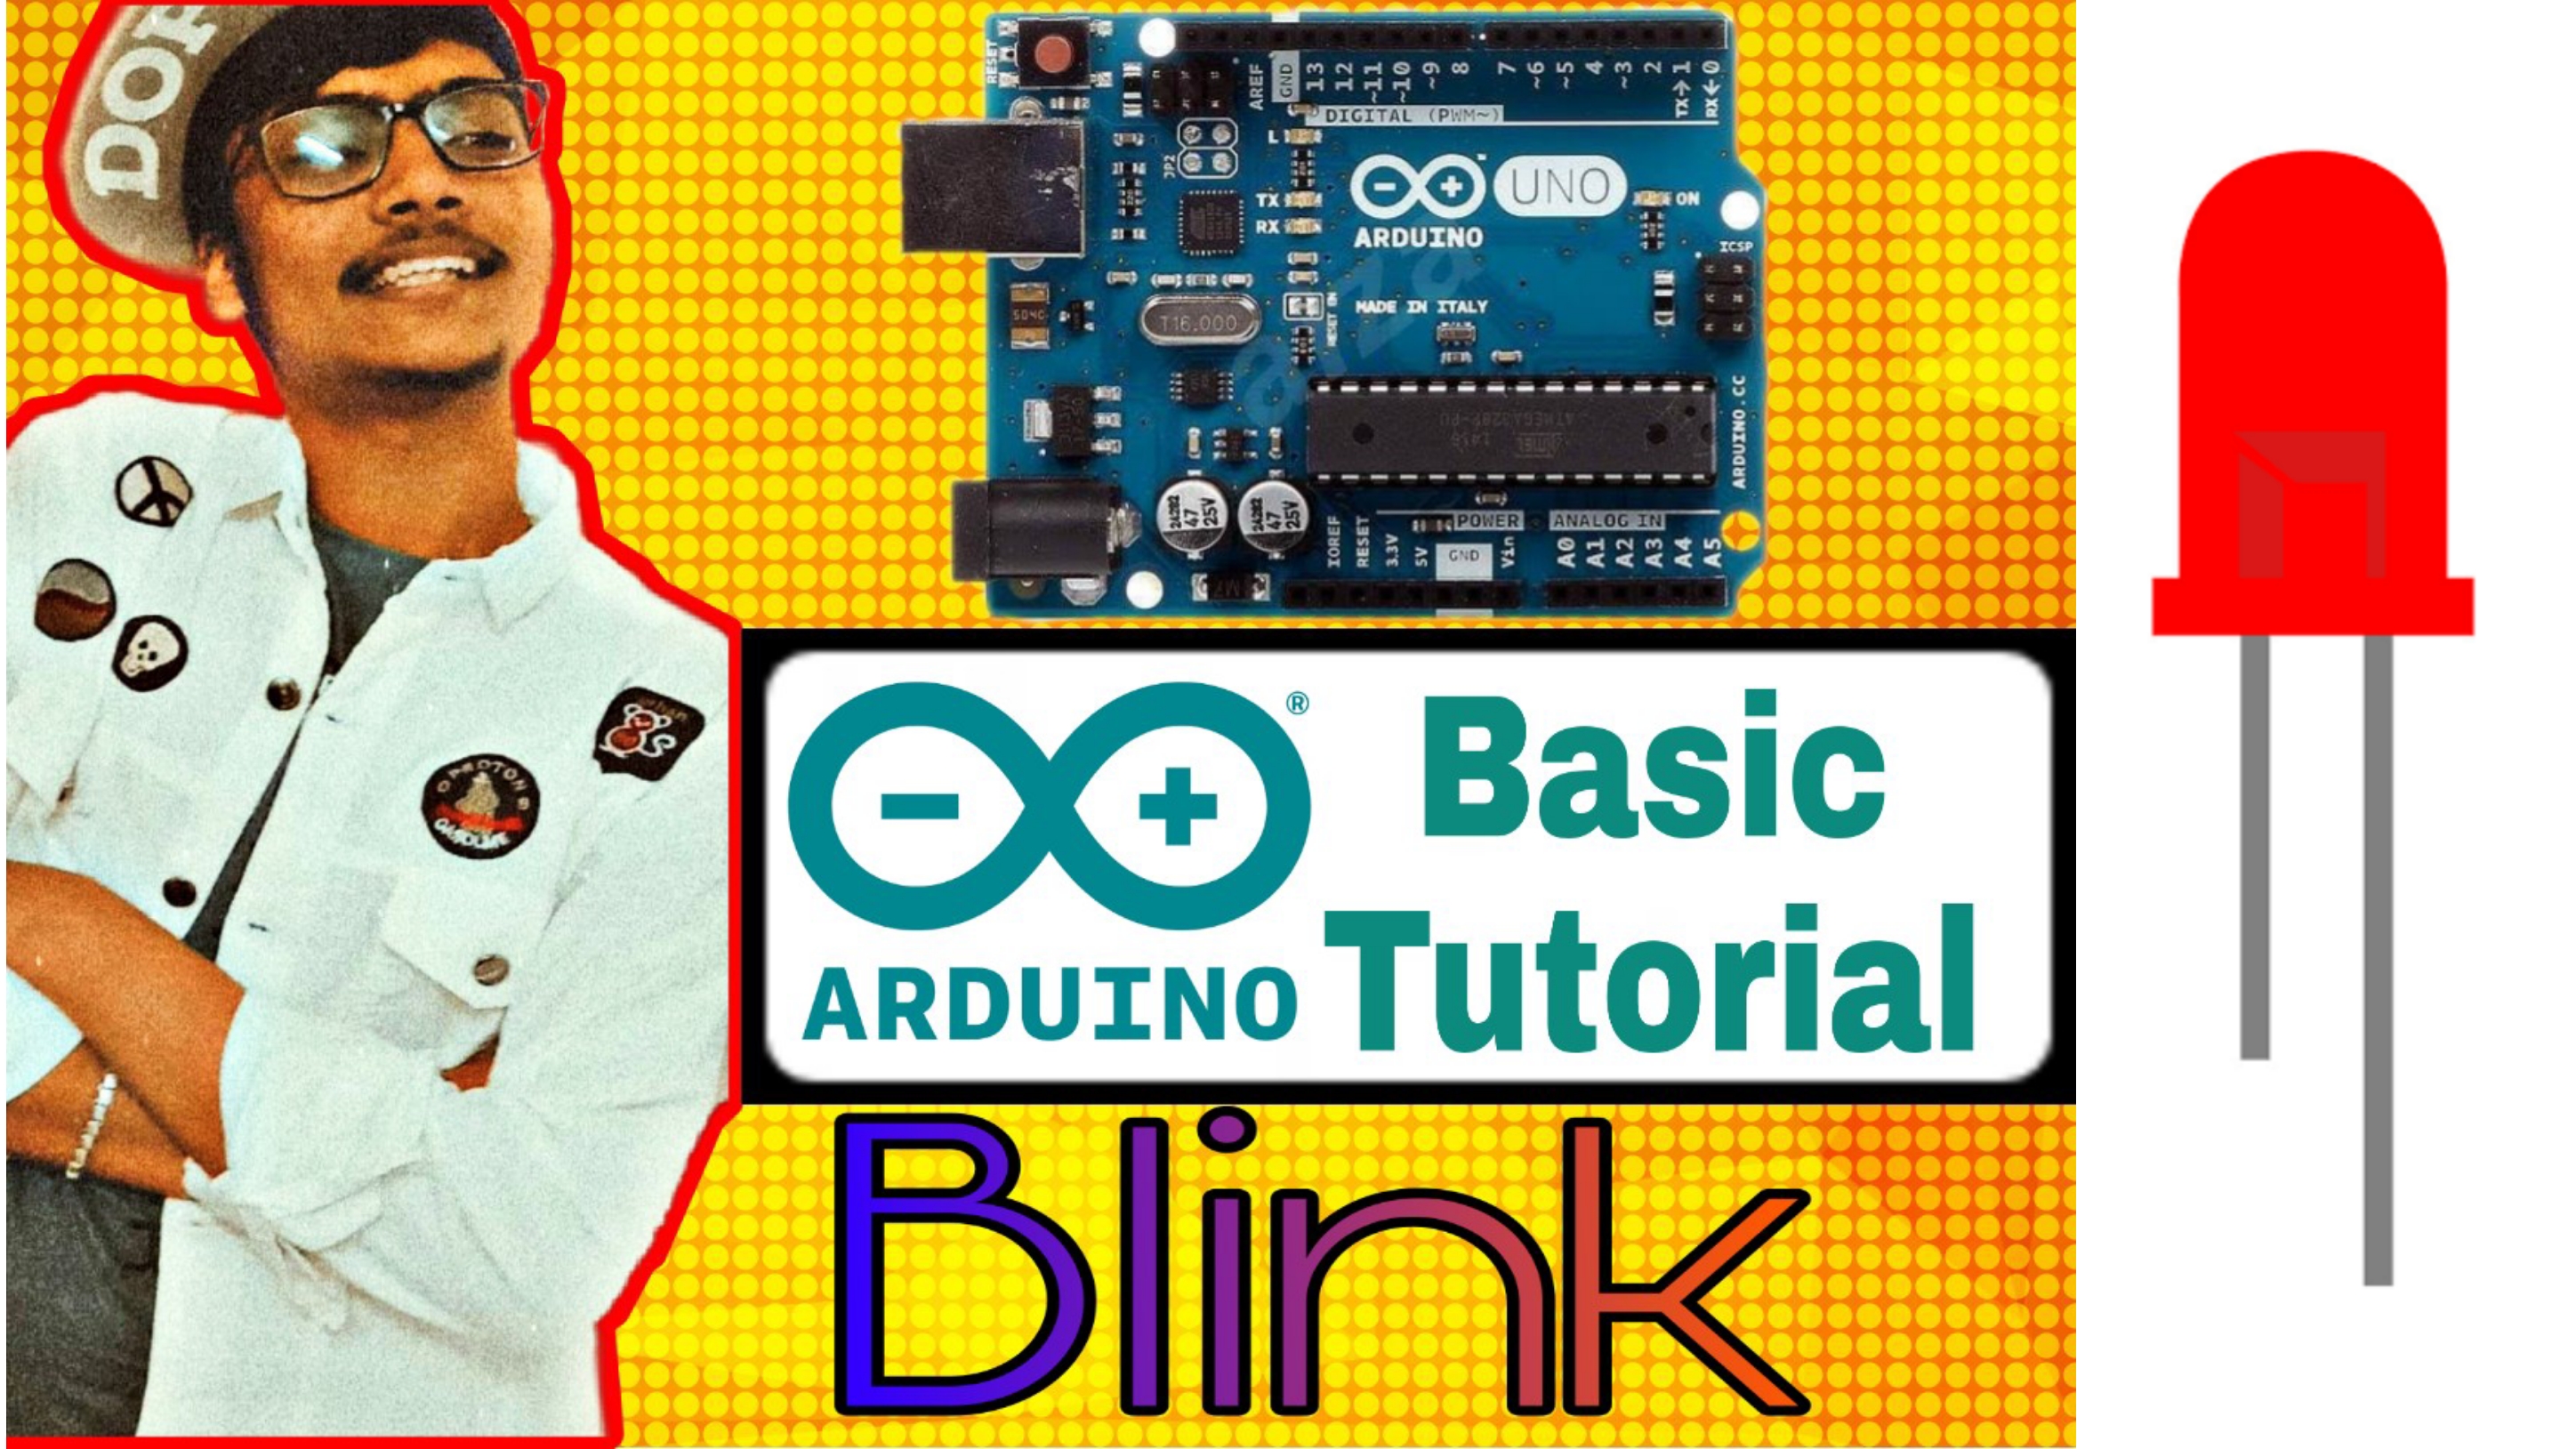 DOP
RESET
AREF
GND
13
12
~11
~10
~9
8
7
~6
~5
4
~3
2
TX→1
RX←0
DIGITAL (PWM~)
L
JP2
TX
RX
UNO
ON
ARDUINO
ICSP
MADE IN ITALY
RESET EN
T16.000
ARDUINO.CC
47
25V
47
25V
POWER
ANALOG IN
IOREF
RESET
3.3V
5V
GND
Vin
A0
A1
A2
A3
A4
A5
®
Basic
ARDUINO
Tutorial
Blink